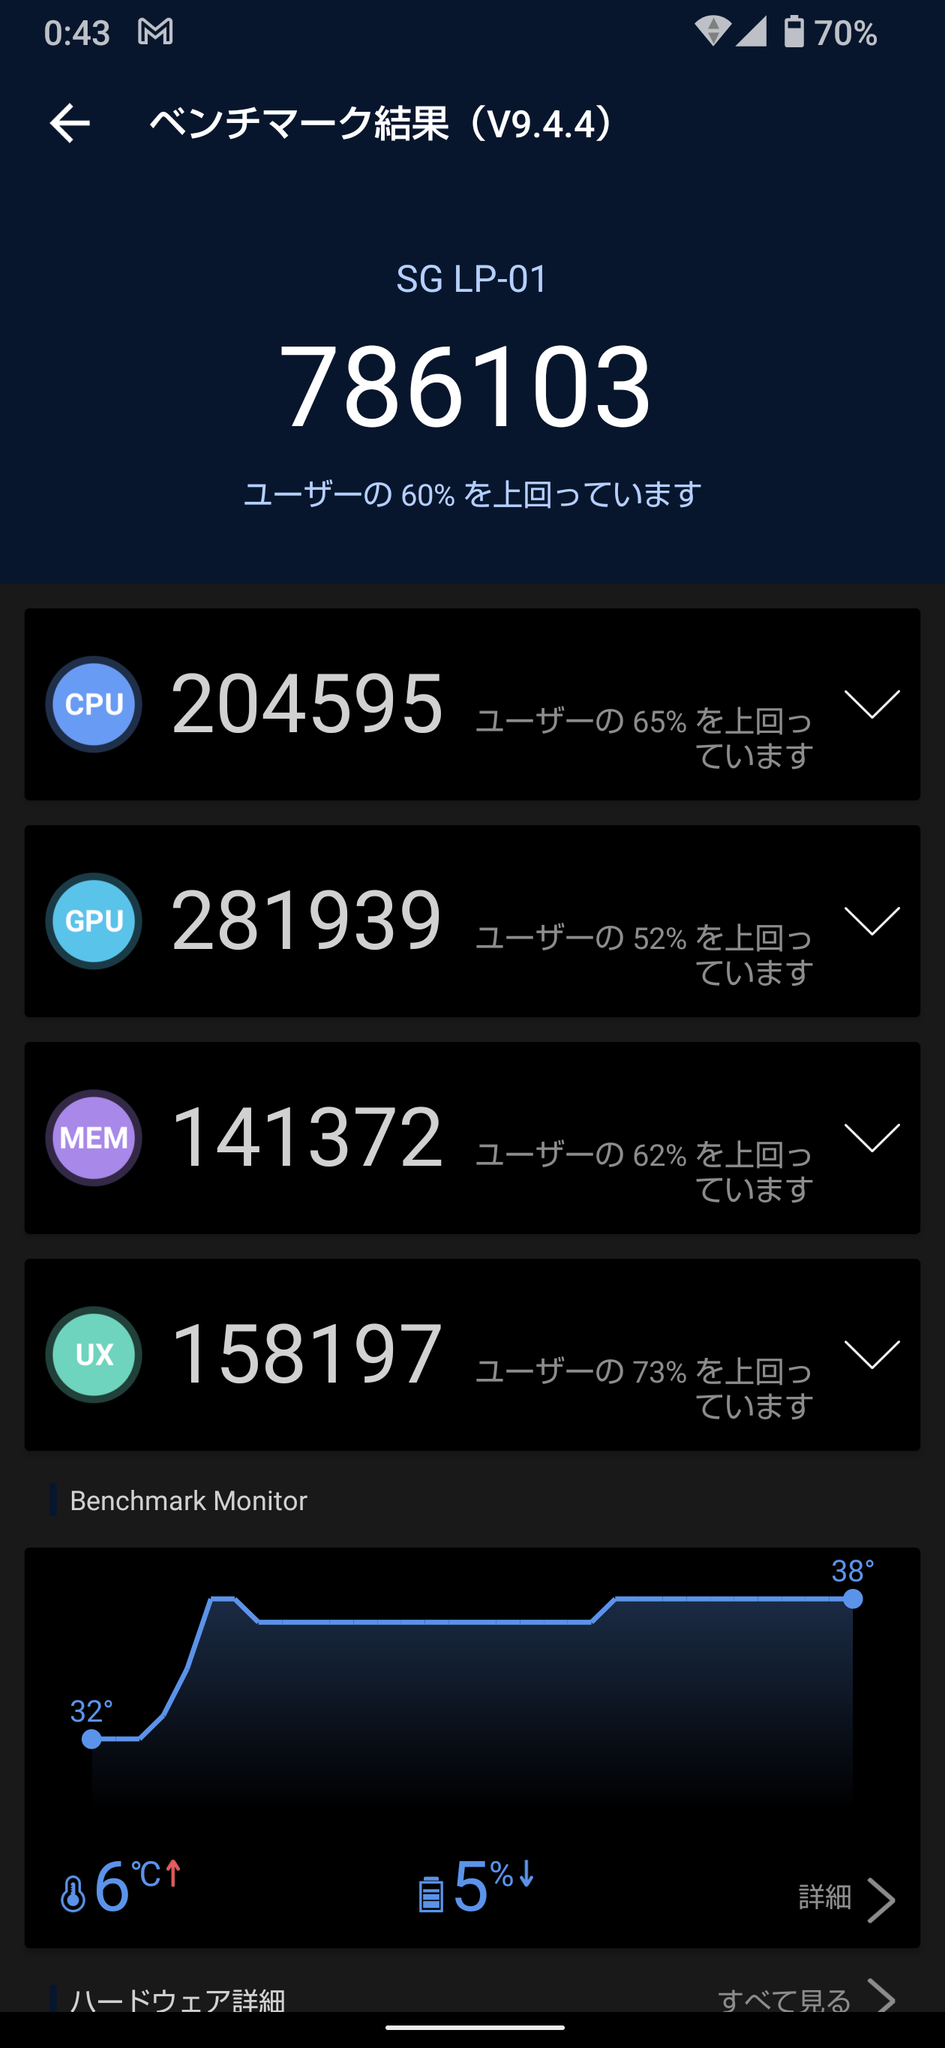 0:43 70%
ベンチマーク結果（V9.4.4）
SG LP-01
786103
ユーザーの 60% を上回っています
CPU 204595 ユーザーの 65% を上回っ
ています
GPU 281939 ユーザーの 52% を上回っ
ています
MEM 141372 ユーザーの 62% を上回っ
ています
UX 158197 ユーザーの 73% を上回っ
ています
Benchmark Monitor
38°
32°
6℃↑ 5%↓ 詳細
ハードウェア詳細 すべて見る